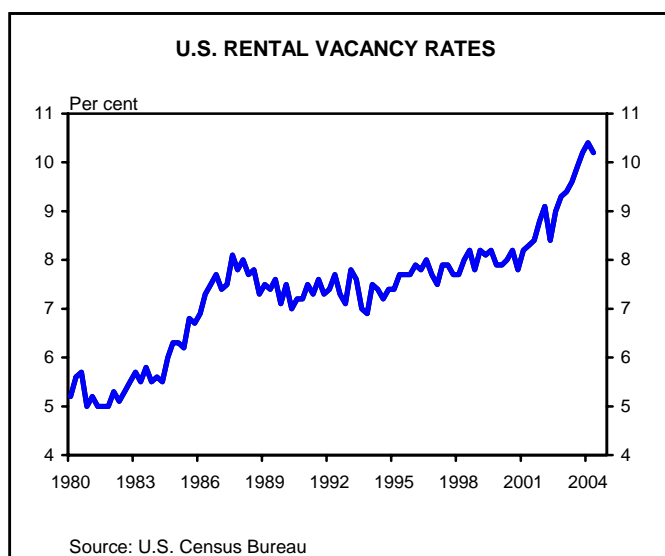 U.S. RENTAL VACANCY RATES
Per cent
11 11
10 10
9 9
8 8
7 7
6 6
5 5
4 4
1980 1983 1986 1989 1992 1995 1998 2001 2004
Source: U.S. Census Bureau